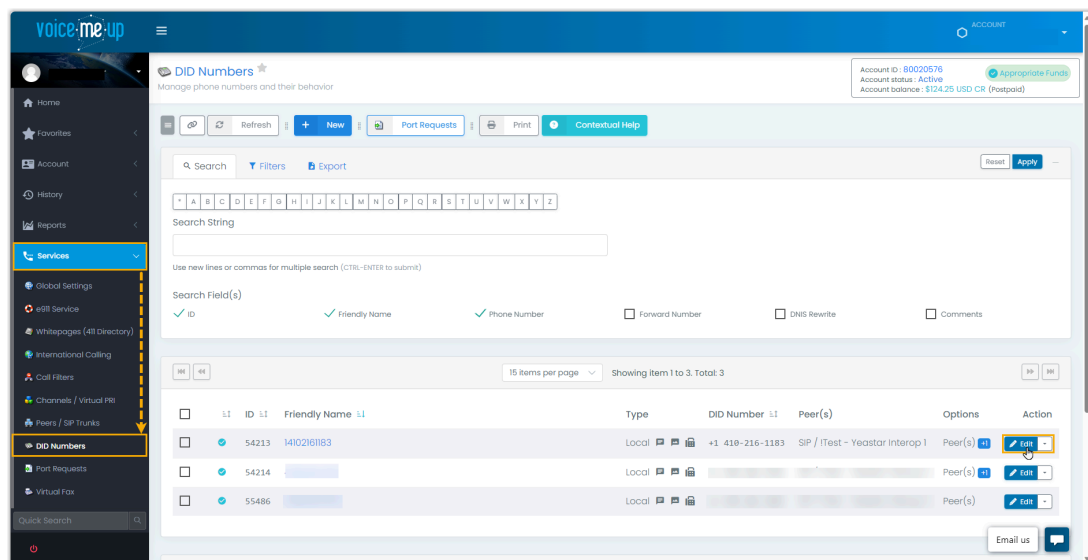 voice me up
ACCOUNT
DID Numbers
Manage phone numbers and their behavior
Account ID : 80020576
Account status : Active
Account balance : $124.25 USD CR (Postpaid)
Appropriate Funds
Home
Favorites
Account
History
Reports
Services
Global Settings
e911 Service
Whitepages (411 Directory)
International Calling
Call Filters
Channels / Virtual PRI
Peers / SIP Trunks
DID Numbers
Port Requests
Virtual Fax
Quick Search
Refresh
+ New
Port Requests
Print
Contextual Help
Search Filters Export
Reset Apply
* A B C D E F G H I J K L M N O P Q R S T U V W X Y Z
Search String
Use new lines or commas for multiple search (CTRL-ENTER to submit)
Search Field(s)
ID Friendly Name Phone Number Forward Number DNIS Rewrite Comments
15 items per page Showing item 1 to 3. Total: 3
ID Friendly Name Type DID Number Peer(s) Options Action
54213 14102161183 Local +1 410-216-1183 SIP / !Test - Yeastar Interop 1 Peer(s) +1 Edit
54214 Local Peer(s) +1 Edit
55486 Local Peer(s) Edit
Email us